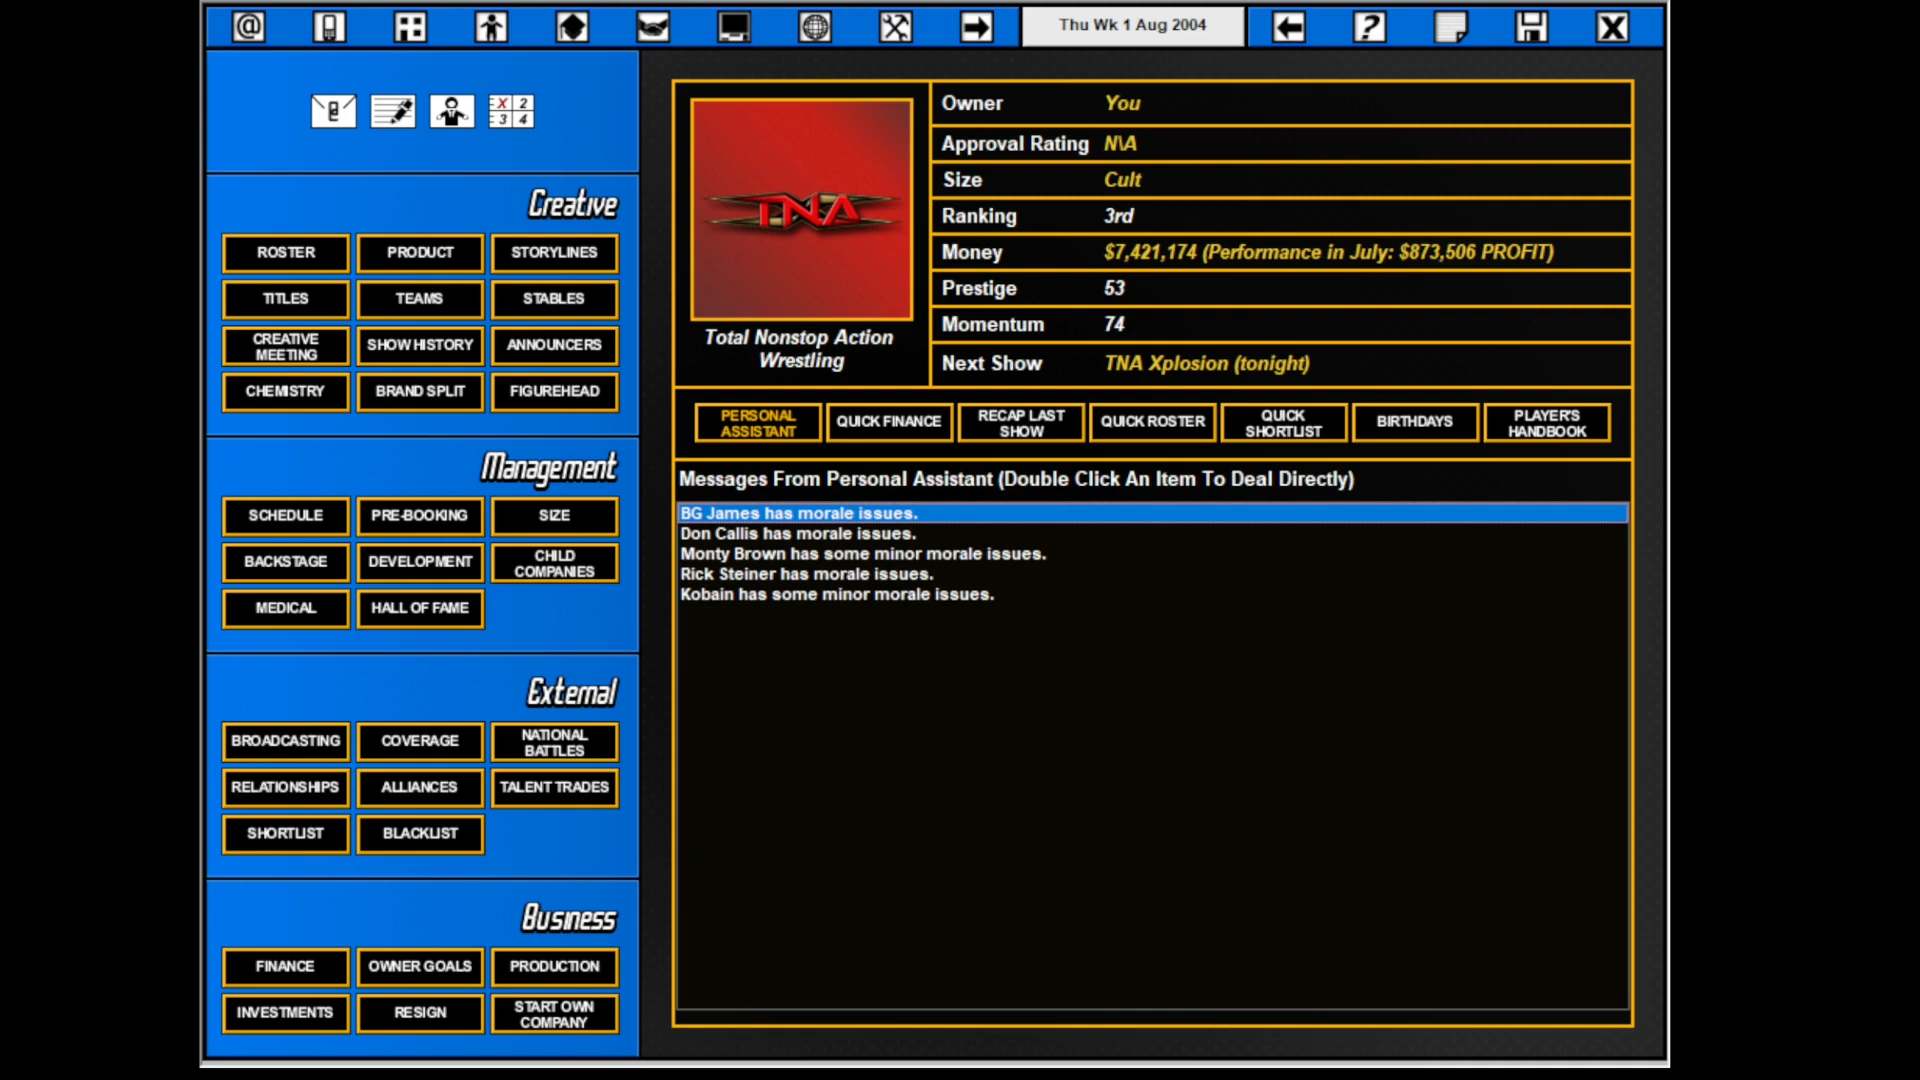 Thu Wk 1 Aug 2004
X 2
3 4
Creative
ROSTER
PRODUCT
STORYLINES
TITLES
TEAMS
STABLES
CREATIVE
MEETING
SHOW HISTORY
ANNOUNCERS
CHEMISTRY
BRAND SPLIT
FIGUREHEAD
Management
SCHEDULE
PRE-BOOKING
SIZE
BACKSTAGE
DEVELOPMENT
CHILD
COMPANIES
MEDICAL
HALL OF FAME
External
BROADCASTING
COVERAGE
NATIONAL
BATTLES
RELATIONSHIPS
ALLIANCES
TALENT TRADES
SHORTLIST
BLACKLIST
Business
FINANCE
OWNER GOALS
PRODUCTION
INVESTMENTS
RESIGN
START OWN
COMPANY
TNA
Total Nonstop Action
Wrestling
Owner You
Approval Rating N\A
Size Cult
Ranking 3rd
Money $7,421,174 (Performance in July: $873,506 PROFIT)
Prestige 53
Momentum 74
Next Show TNA Xplosion (tonight)
PERSONAL
ASSISTANT
QUICK FINANCE
RECAP LAST
SHOW
QUICK ROSTER
QUICK
SHORTLIST
BIRTHDAYS
PLAYER'S
HANDBOOK
Messages From Personal Assistant (Double Click An Item To Deal Directly)
BG James has morale issues.
Don Callis has morale issues.
Monty Brown has some minor morale issues.
Rick Steiner has morale issues.
Kobain has some minor morale issues.